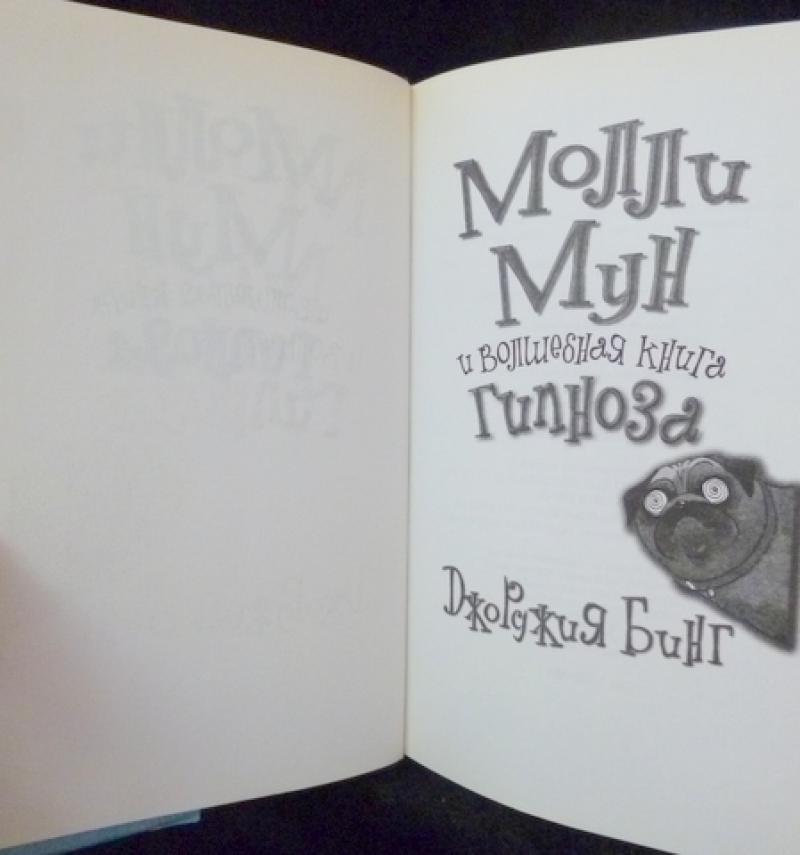 Молли
Мун
и волшебная книга
гипноза
Джорджия Бинг